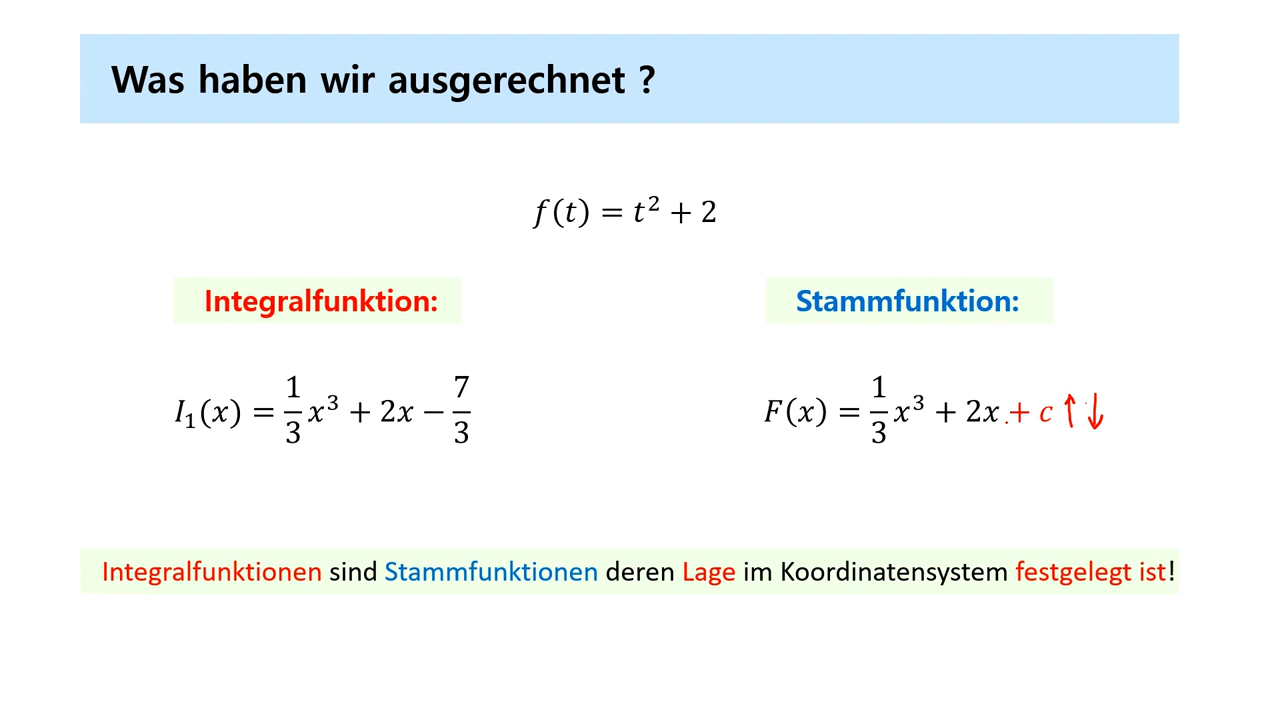 Was haben wir ausgerechnet ?
f(t) = t² + 2
Integralfunktion:
Stammfunktion:
I₁(x) = 1/3 x³ + 2x − 7/3
F(x) = 1/3 x³ + 2x + c ↑↓
Integralfunktionen sind Stammfunktionen deren Lage im Koordinatensystem festgelegt ist!